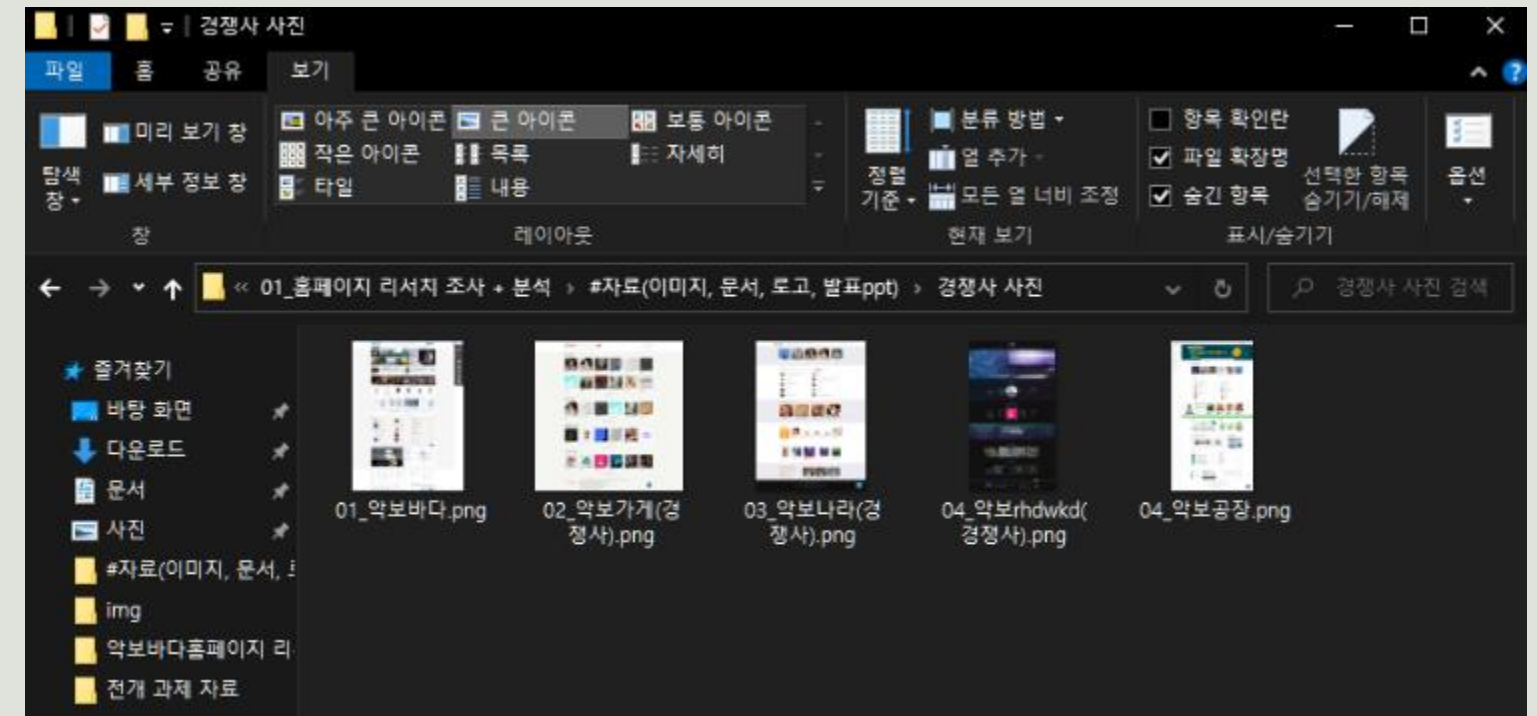 경쟁사 사진
파일 홈 공유 보기
미리 보기 창
세부 정보 창
탐색
창
아주 큰 아이콘 큰 아이콘 보통 아이콘
작은 아이콘 목록 자세히
타일 내용
정렬
기준
분류 방법
열 추가
모든 열 너비 조정
항목 확인란
파일 확장명
숨긴 항목
선택한 항목
숨기기/해제
옵션
창 레이아웃 현재 보기 표시/숨기기
« 01_홈페이지 리서치 조사 + 분석 › #자료(이미지, 문서, 로고, 발표ppt) › 경쟁사 사진
경쟁사 사진 검색
즐겨찾기
바탕 화면
다운로드
문서
사진
#자료(이미지, 문서,
img
악보바다홈페이지 리
전개 과제 자료
01_악보바다.png
02_악보가게(경
쟁사).png
03_악보나라(경
쟁사).png
04_악보rhdwkd(
경쟁사).png
04_악보공장.png